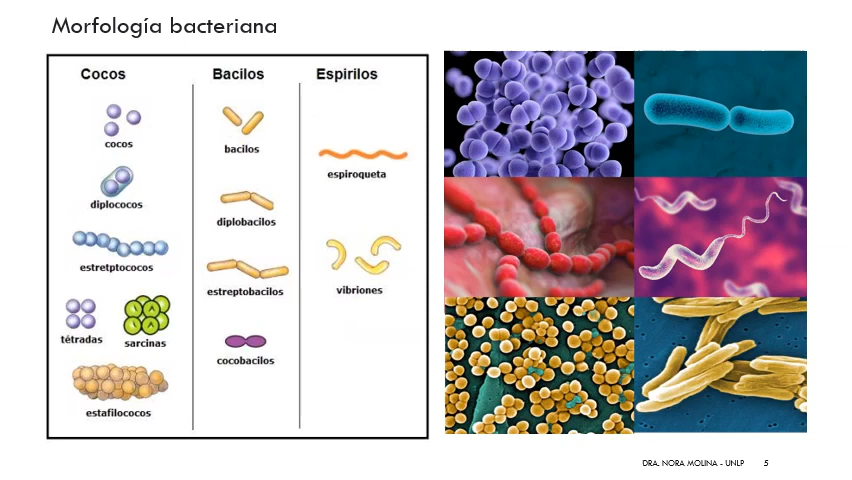 Morfología bacteriana
Cocos
Bacilos
Espirilos
cocos
bacilos
espiroqueta
diplococos
diplobacilos
estretptococos
estreptobacilos
vibriones
tétradas
sarcinas
cocobacilos
estafilococos
DRA. NORA MOLINA - UNLP 5